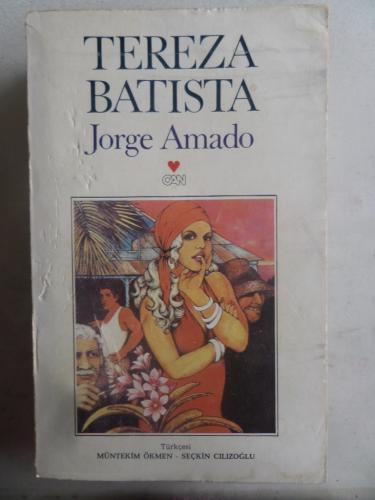 TEREZA
BATISTA
Jorge Amado
CAN
Türkçesi
MÜNTEKİM ÖKMEN - SEÇKİN CILIZOĞLU